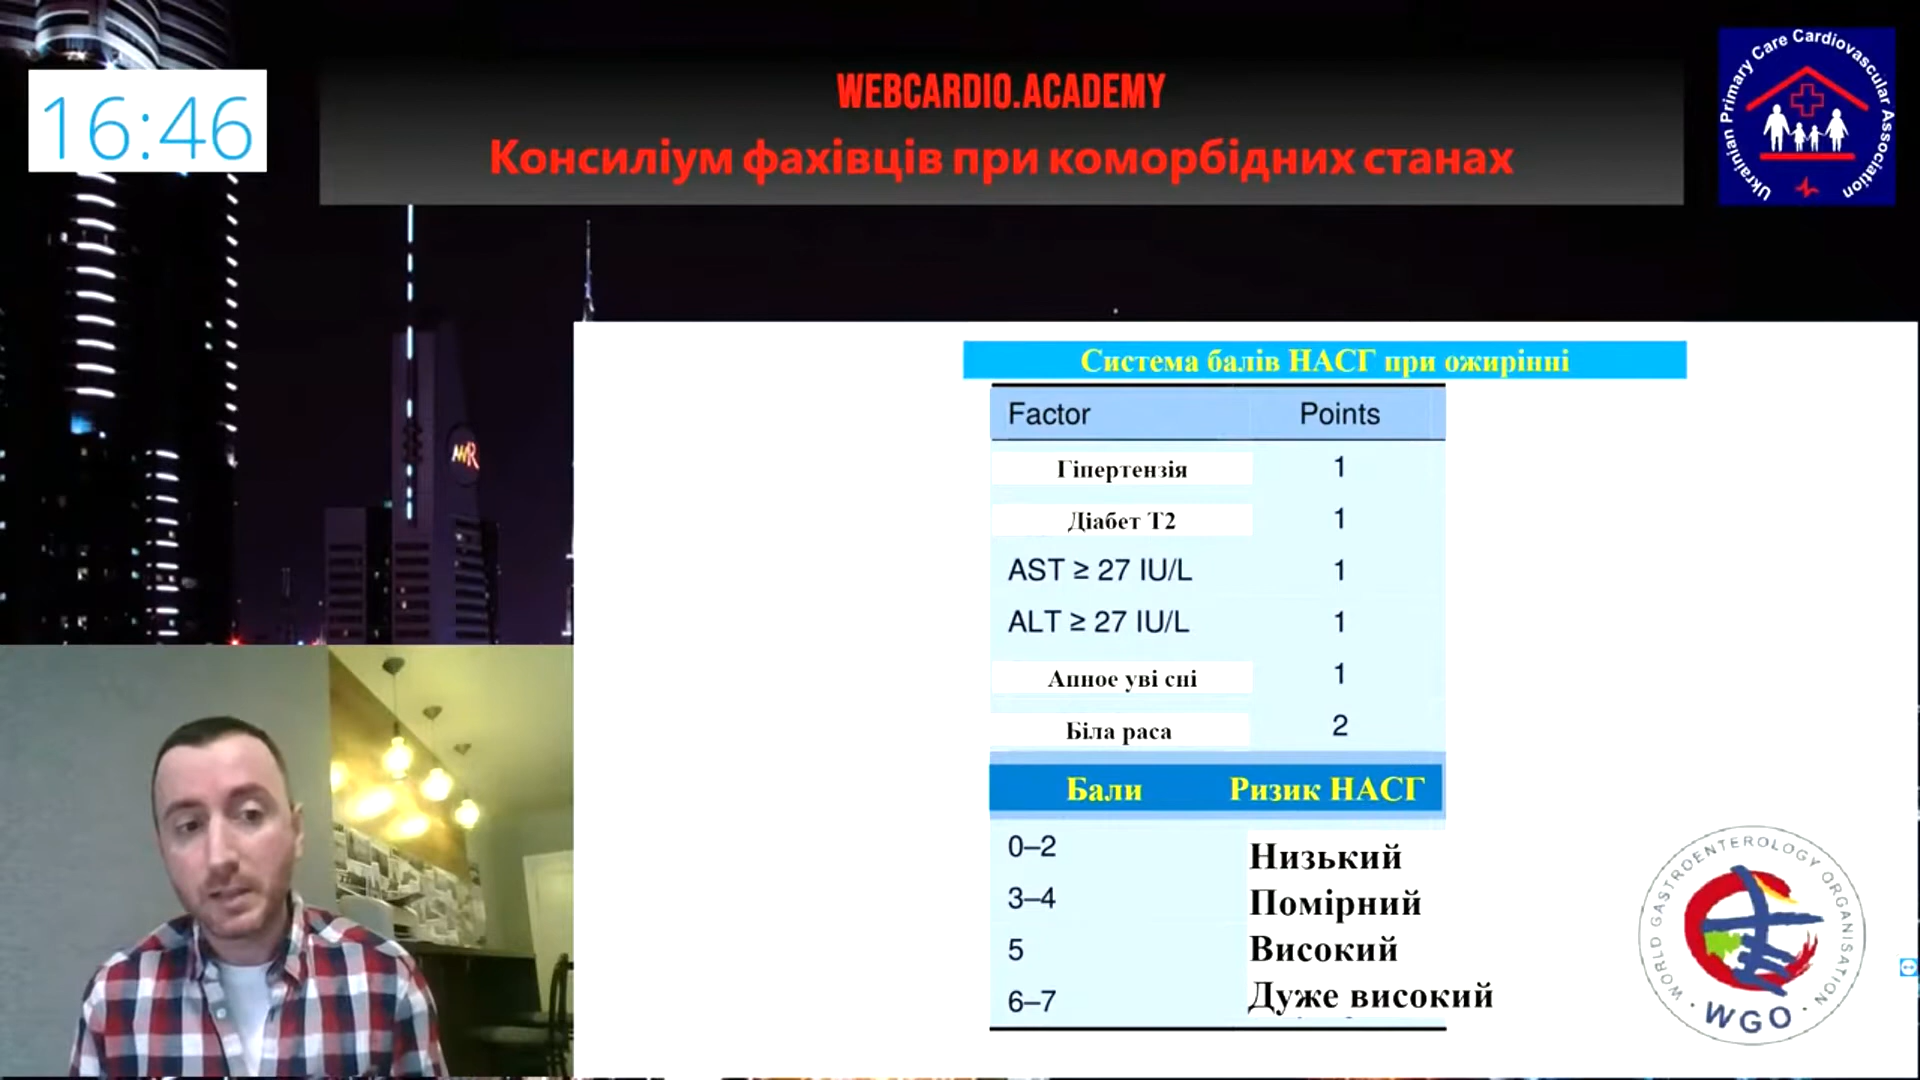 16:46
WEBCARDIO.ACADEMY
Консиліум фахівців при коморбідних станах
Ukrainian Primary Care Cardiovascular Association
Система балів НАСГ при ожирінні
Factor Points
Гіпертензія 1
Діабет Т2 1
AST ≥ 27 IU/L 1
ALT ≥ 27 IU/L 1
Апное уві сні 1
Біла раса 2
Бали Ризик НАСГ
0–2 Низький
3–4 Помірний
5 Високий
6–7 Дуже високий
WORLD GASTROENTEROLOGY ORGANISATION
WGO